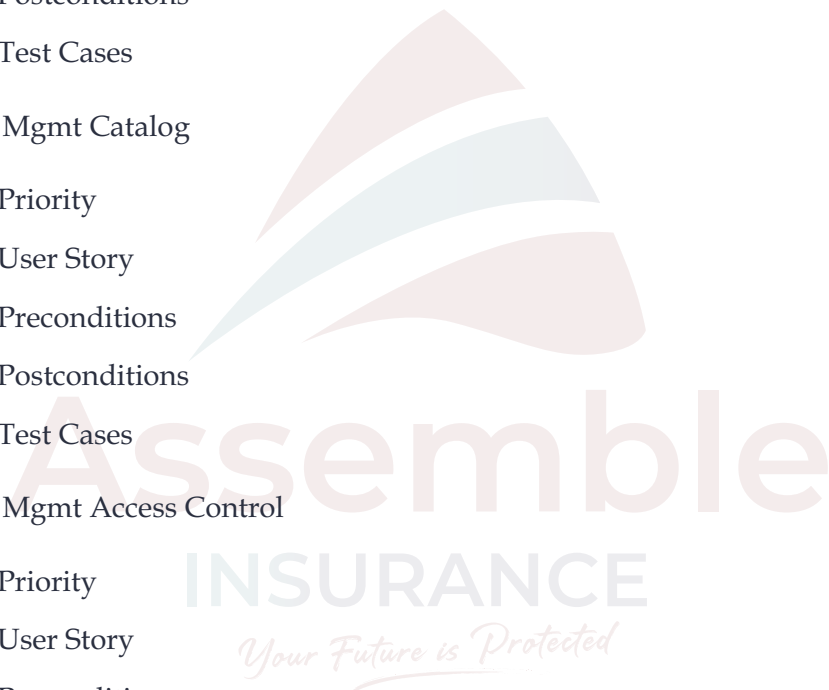 Postconditions
Test Cases
Mgmt Catalog
Priority
User Story
Preconditions
Postconditions
Test Cases
Assemble
Mgmt Access Control
INSURANCE
Priority
User Story
Your Future is Protected